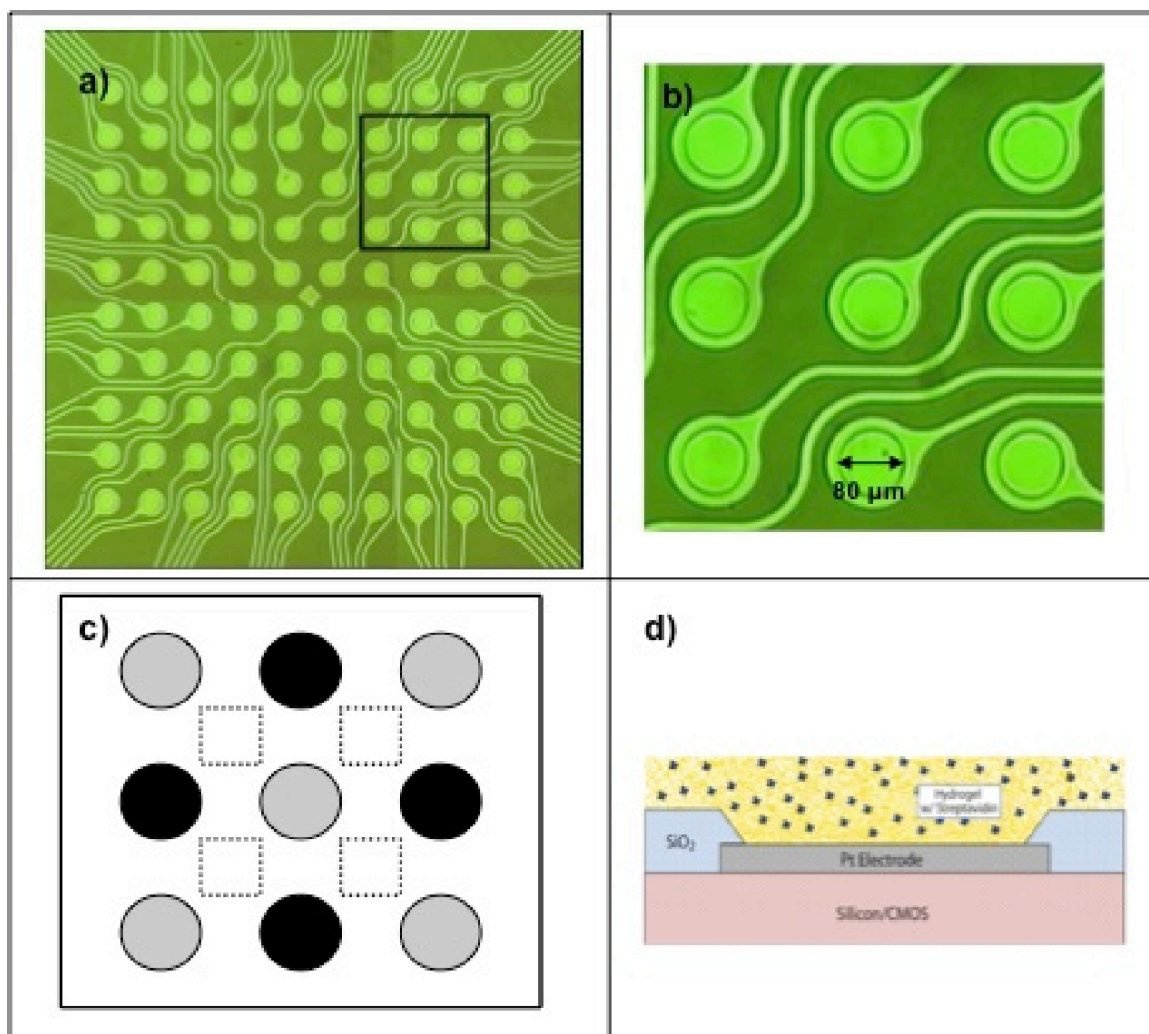 a)
b)
80 µm
c)
d)
Hydrogel
w/ Streptavidin
SiO₂
Pt Electrode
Silicon/CMOS